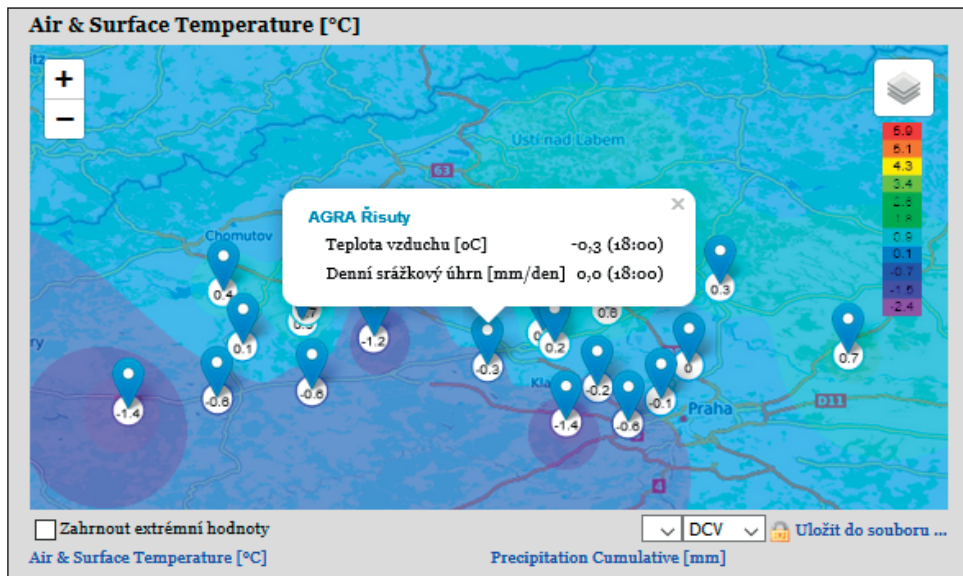 Air & Surface Temperature [°C]
+
−
Ústí nad Labem
63
AGRA Řisuty
×
Teplota vzduchu [oC] -0,3 (18:00)
Denní srážkový úhrn [mm/den] 0,0 (18:00)
Chomutov
5.9
5.1
4.3
3.4
2.6
1.8
0.9
0.1
-0.7
-1.5
-2.4
0.4
0.3
0.6
0.1
-1.2
0.2
0.7
-0.3
0
-0.2
-0.1
-0.6
-0.6
-1.4
-1.4
-0.6
Praha
D11
4
Zahrnout extrémní hodnoty
DCV
Uložit do souboru ...
Air & Surface Temperature [°C]
Precipitation Cumulative [mm]